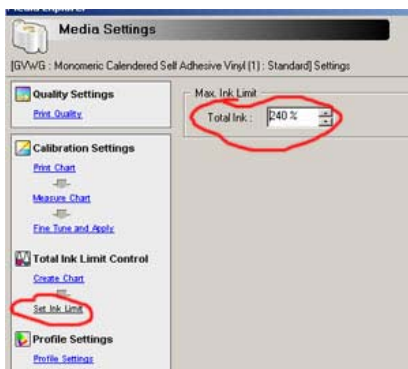 Media Settings
[GVWG : Monomeric Calendered Self Adhesive Vinyl (1) : Standard] Settings
Quality Settings
Print Quality
Calibration Settings
Print Chart
Measure Chart
Fine Tune and Apply
Total Ink Limit Control
Create Chart
Set Ink Limit
Profile Settings
Profile Settings
Max. Ink Limit
Total Ink : 240 %